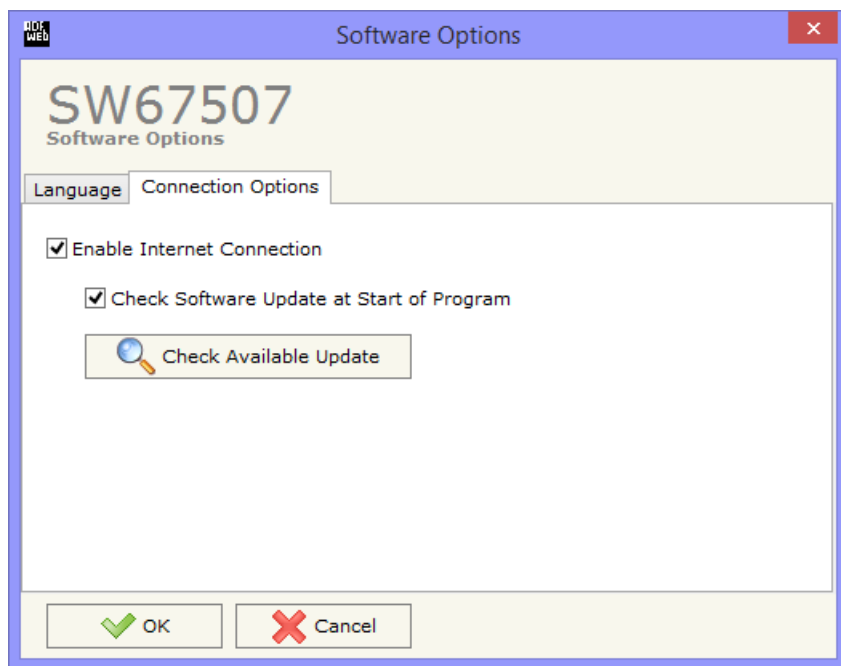 ADF
WEB
Software Options
SW67507
Software Options
Language
Connection Options
Enable Internet Connection
Check Software Update at Start of Program
Check Available Update
OK
Cancel